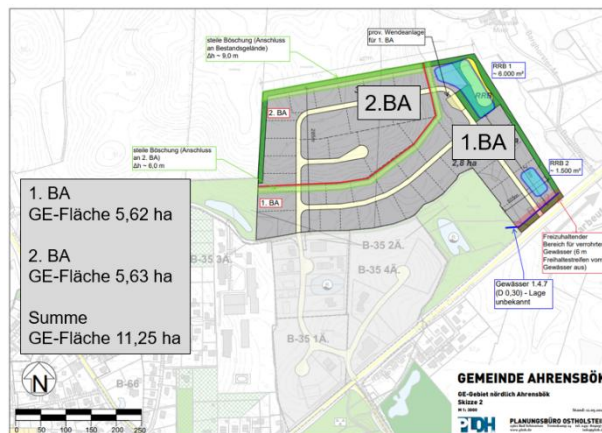 prov. Wendeanlage
für 1. BA
steile Böschung (Anschluss
an Bestandsgelände)
Δh ~ 9,0 m
RRB 1
~ 6.000 m²
RRB
2.BA
2. BA
1.BA
2,8 ha
steile Böschung (Anschluss
an 2. BA)
Δh ~ 6,0 m
RRB 2
~ 1.500 m²
1. BA
1. BA
GE-Fläche 5,62 ha
2. BA
GE-Fläche 5,63 ha
Summe
GE-Fläche 11,25 ha
Freizuhaltender
Bereich für verrohrtes
Gewässer (6 m
Freihaltestreifen vom
Gewässer aus)
Gewässer 1.4.7
(D 0,30) - Lage
unbekannt
B-35 2Ä.
B-35 3Ä.
B-35 4Ä.
B-35 1Ä.
B-66
N
0 50 100 150 200 250
GEMEINDE AHRENSBÖK
GE-Gebiet nördlich Ahrensbök
Skizze 2
PLOH
PLANUNGSBÜRO OSTHOLSTEIN